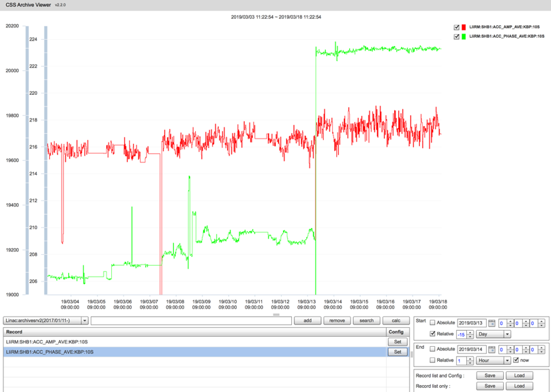 CSS Archive Viewer v2.2.0
2019/03/03 11:22:54 ~ 2019/03/18 11:22:54
LIIRM:SHB1:ACC_AMP_AVE:KBP:10S
LIIRM:SHB1:ACC_PHASE_AVE:KBP:10S
20200
20000
19800
19600
19400
19200
19000
224
222
220
218
216
214
212
210
208
206
19/03/04 09:00:00
19/03/05 09:00:00
19/03/06 09:00:00
19/03/07 09:00:00
19/03/08 09:00:00
19/03/09 09:00:00
19/03/10 09:00:00
19/03/11 09:00:00
19/03/12 09:00:00
19/03/13 09:00:00
19/03/14 09:00:00
19/03/15 09:00:00
19/03/16 09:00:00
19/03/17 09:00:00
19/03/18 09:00:00
Linac:archivearv2(2017/01/11-) add remove search calc
Record Config
LIIRM:SHB1:ACC_AMP_AVE:KBP:10S Set
LIIRM:SHB1:ACC_PHASE_AVE:KBP:10S Set
Start Absolute 2019/03/13 0 : 0 : 0
Relative -15 Day
End Absolute 2019/03/14 0 : 0 : 0
Relative 1 Hour now
Record list and Config : Save Load
Record list only : Save Load